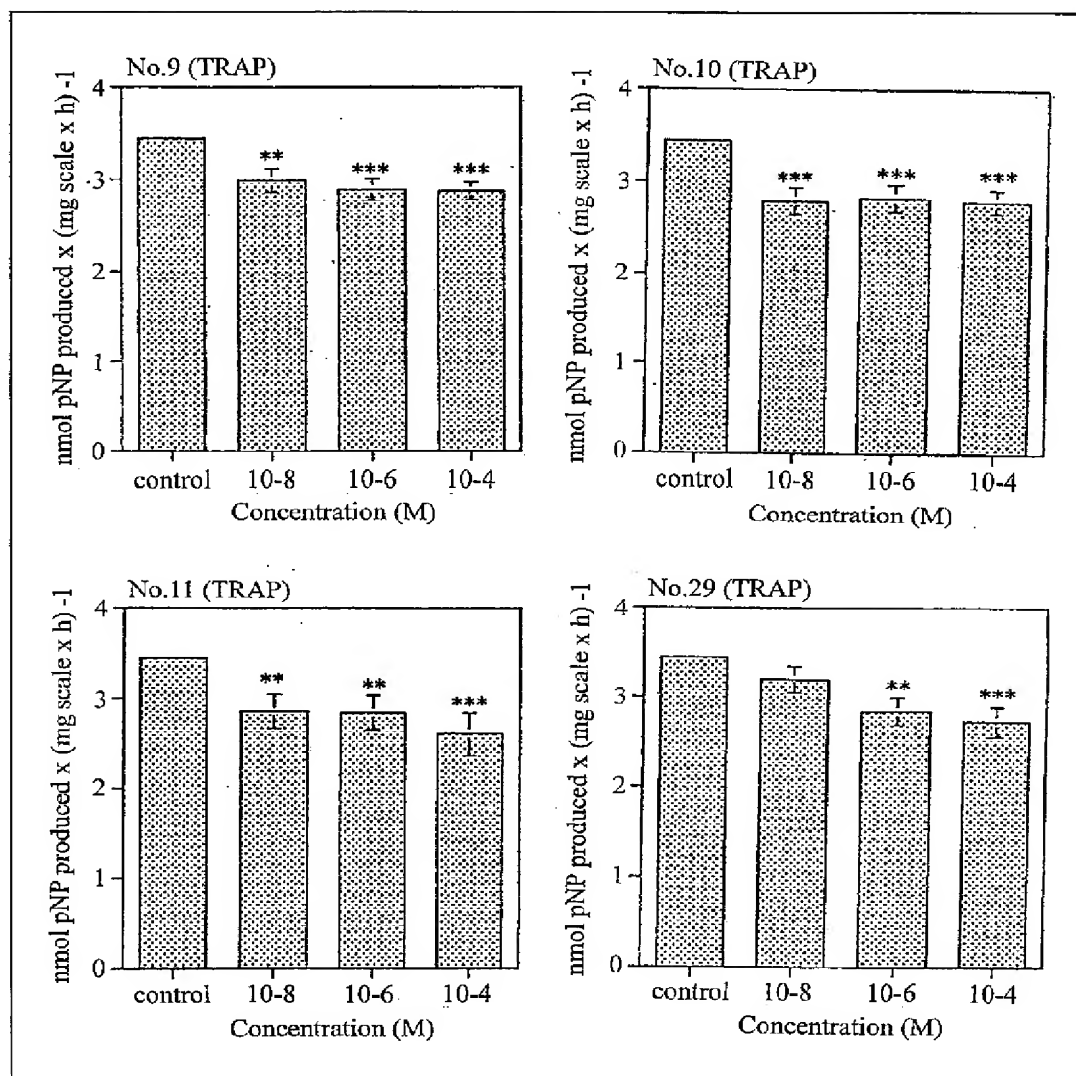 No.9 (TRAP)
nmol pNP produced x (mg scale x h) -1
4
3
2
1
0
** *** ***
control 10-8 10-6 10-4
Concentration (M)
No.10 (TRAP)
nmol pNP produced x (mg scale x h) -1
4
3
2
1
0
*** *** ***
control 10-8 10-6 10-4
Concentration (M)
No.11 (TRAP)
nmol pNP produced x (mg scale x h) -1
4
3
2
1
0
** ** ***
control 10-8 10-6 10-4
Concentration (M)
No.29 (TRAP)
nmol pNP produced x (mg scale x h) -1
4
3
2
1
0
** ***
control 10-8 10-6 10-4
Concentration (M)